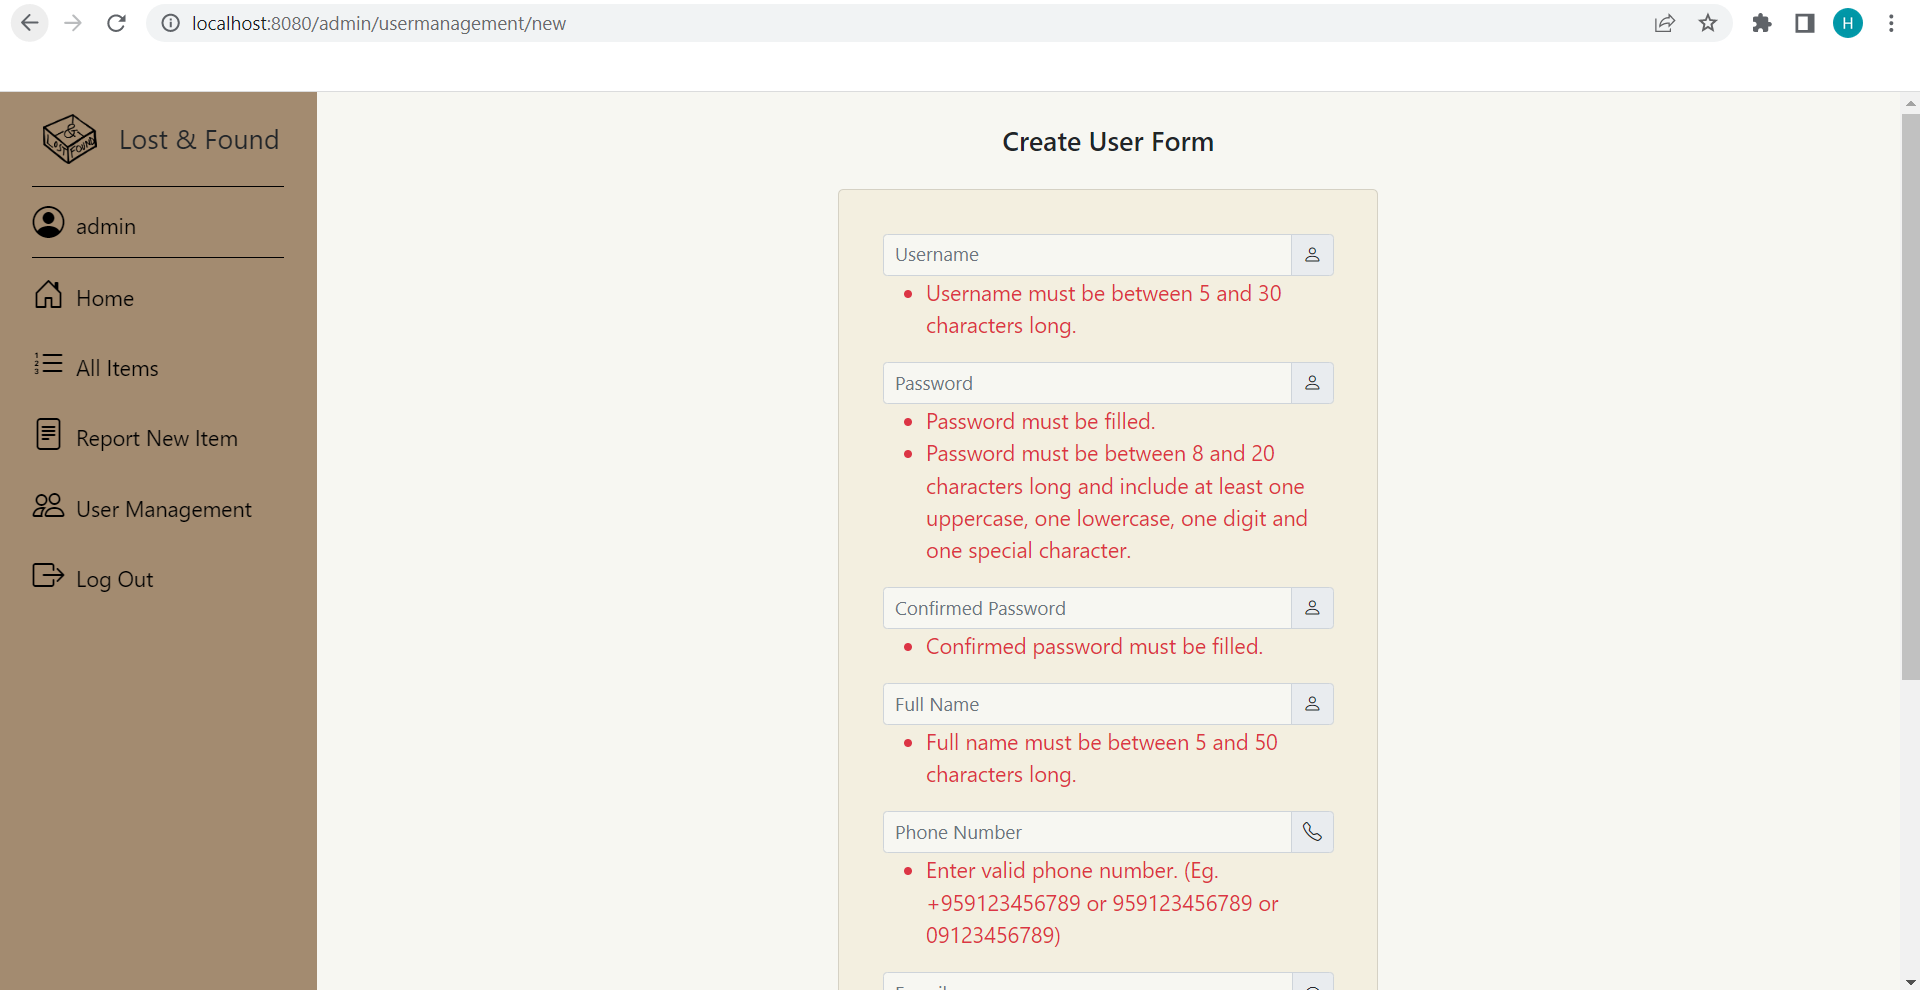 localhost:8080/admin/usermanagement/new
H
& LOST FOUND
Lost & Found
admin
Home
All Items
Report New Item
User Management
Log Out
Create User Form
Username
Username must be between 5 and 30
characters long.
Password
Password must be filled.
Password must be between 8 and 20
characters long and include at least one
uppercase, one lowercase, one digit and
one special character.
Confirmed Password
Confirmed password must be filled.
Full Name
Full name must be between 5 and 50
characters long.
Phone Number
Enter valid phone number. (Eg.
+959123456789 or 959123456789 or
09123456789)